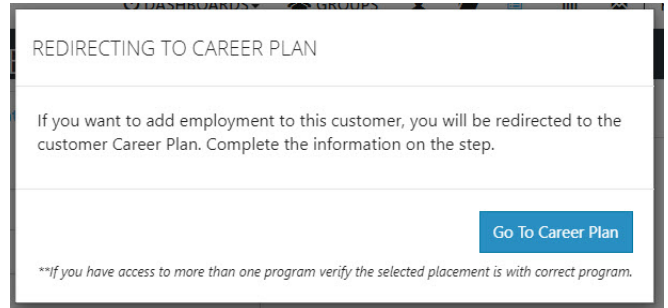 DASHBOARDS GROUPS
REDIRECTING TO CAREER PLAN
If you want to add employment to this customer, you will be redirected to the
customer Career Plan. Complete the information on the step.
Go To Career Plan
**If you have access to more than one program verify the selected placement is with correct program.